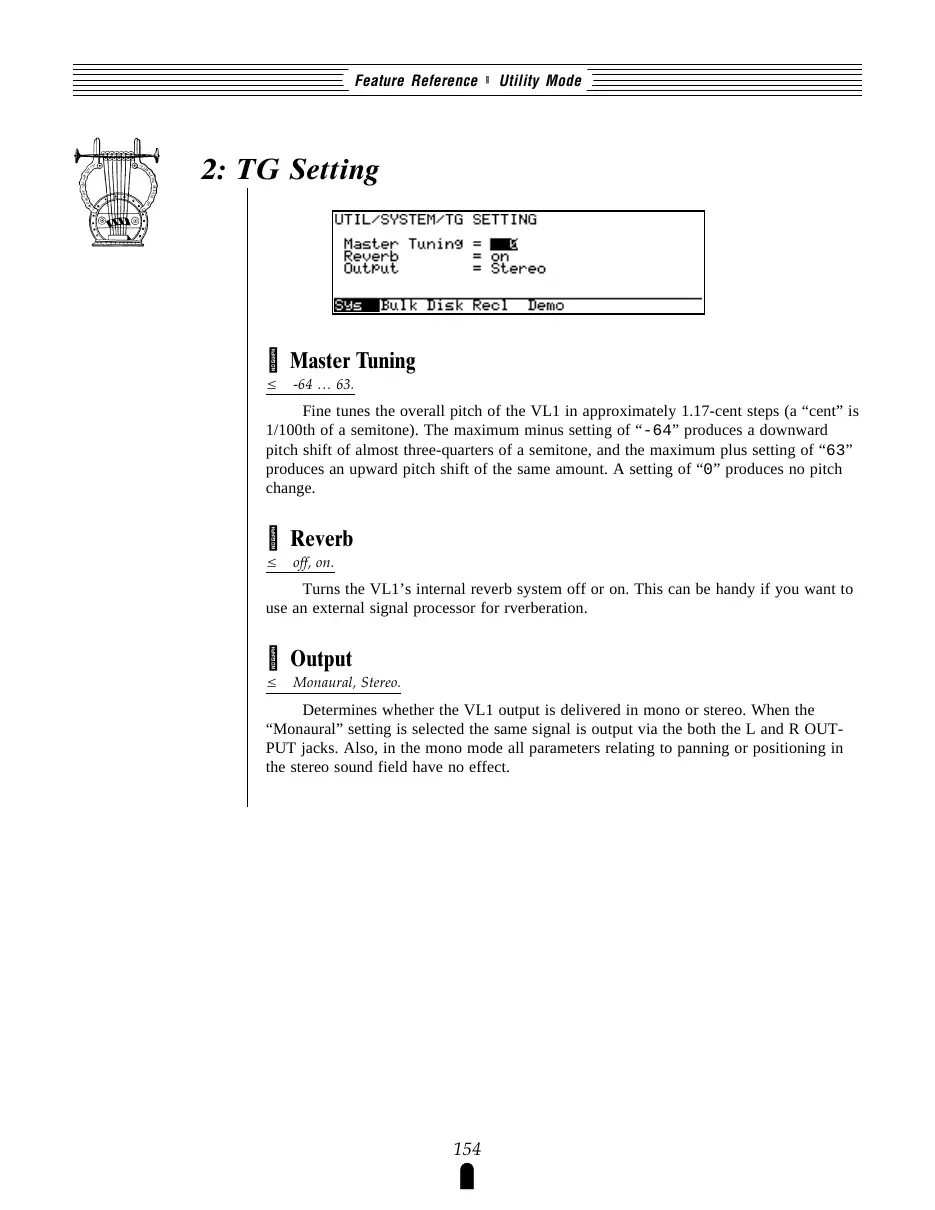 Feature Reference Utility Mode
2: TG Setting
UTIL/SYSTEM/TG SETTING
Master Tuning = 0
Reverb = on
Output = Stereo
Sys Bulk Disk Recl Demo
NO GRAPH Master Tuning
≤ -64 … 63.
Fine tunes the overall pitch of the VL1 in approximately 1.17-cent steps (a “cent” is
1/100th of a semitone). The maximum minus setting of “-64” produces a downward
pitch shift of almost three-quarters of a semitone, and the maximum plus setting of “63”
produces an upward pitch shift of the same amount. A setting of “0” produces no pitch
change.
NO GRAPH Reverb
≤ off, on.
Turns the VL1’s internal reverb system off or on. This can be handy if you want to
use an external signal processor for rverberation.
NO GRAPH Output
≤ Monaural, Stereo.
Determines whether the VL1 output is delivered in mono or stereo. When the
“Monaural” setting is selected the same signal is output via the both the L and R OUT-
PUT jacks. Also, in the mono mode all parameters relating to panning or positioning in
the stereo sound field have no effect.
154